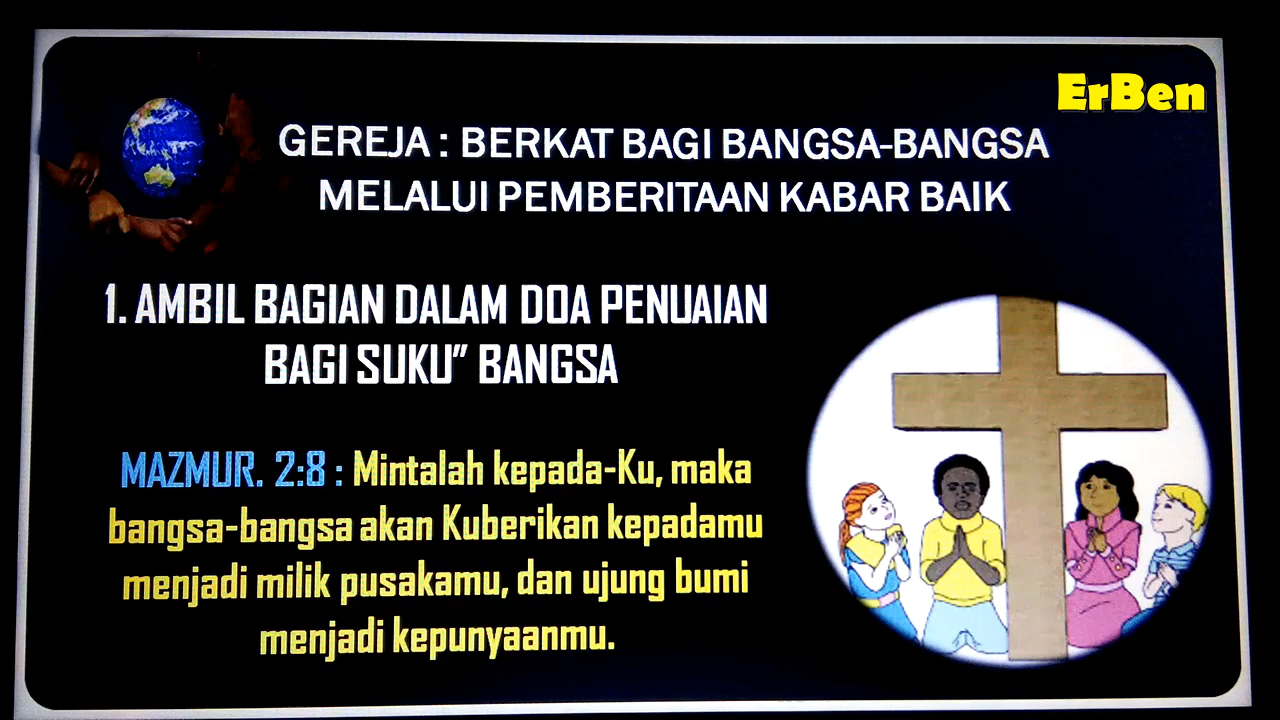 ErBen
GEREJA : BERKAT BAGI BANGSA-BANGSA
MELALUI PEMBERITAAN KABAR BAIK
1. AMBIL BAGIAN DALAM DOA PENUAIAN
BAGI SUKU" BANGSA
MAZMUR. 2:8 : Mintalah kepada-Ku, maka
bangsa-bangsa akan Kuberikan kepadamu
menjadi milik pusakamu, dan ujung bumi
menjadi kepunyaanmu.